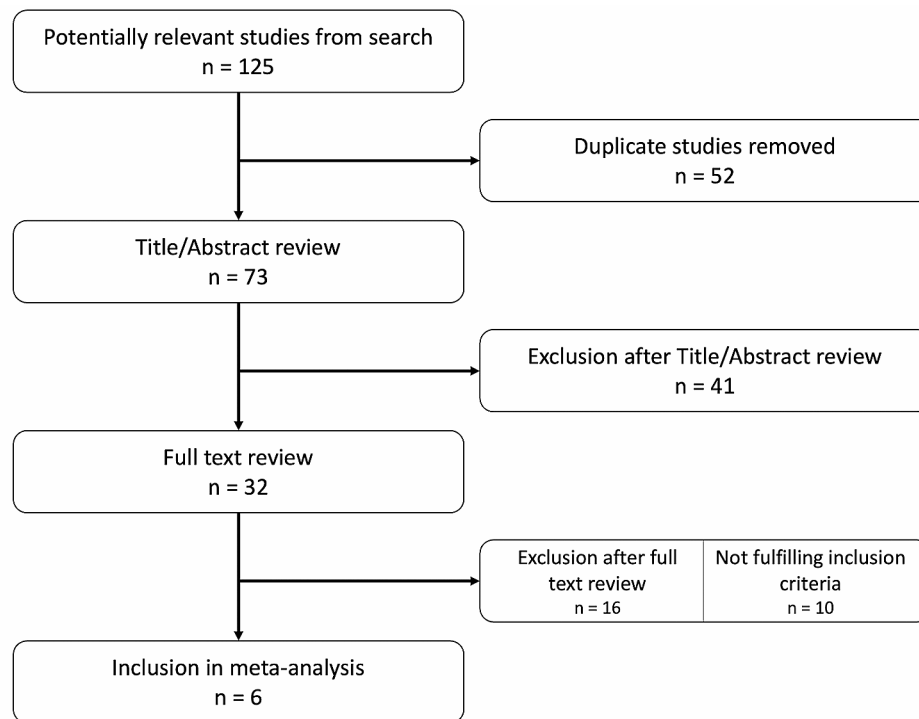 Potentially relevant studies from search
n = 125
Duplicate studies removed
n = 52
Title/Abstract review
n = 73
Exclusion after Title/Abstract review
n = 41
Full text review
n = 32
Exclusion after full
text review
n = 16
Not fulfilling inclusion
criteria
n = 10
Inclusion in meta-analysis
n = 6